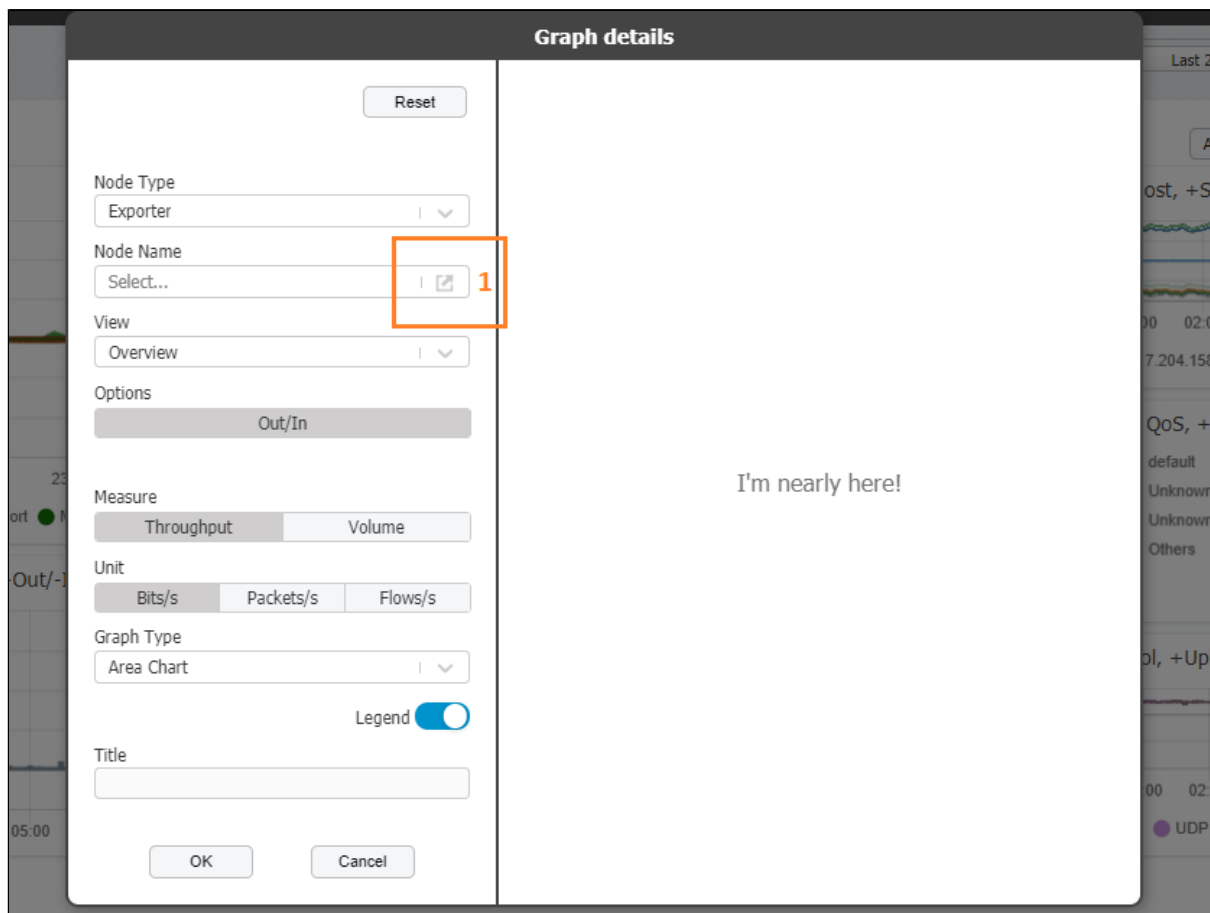 Graph details
Reset
Node Type
Exporter
Node Name
Select...
1
View
Overview
Options
Out/In
Measure
Throughput Volume
Unit
Bits/s Packets/s Flows/s
Graph Type
Area Chart
Legend
Title
OK Cancel
I'm nearly here!
23
ort
Out/-I
05:00
Last 2
ost, +S
00 02:0
7.204.158
QoS, +
default
Unknown
Unknown
Others
ol, +Up
:00 02:
UDP